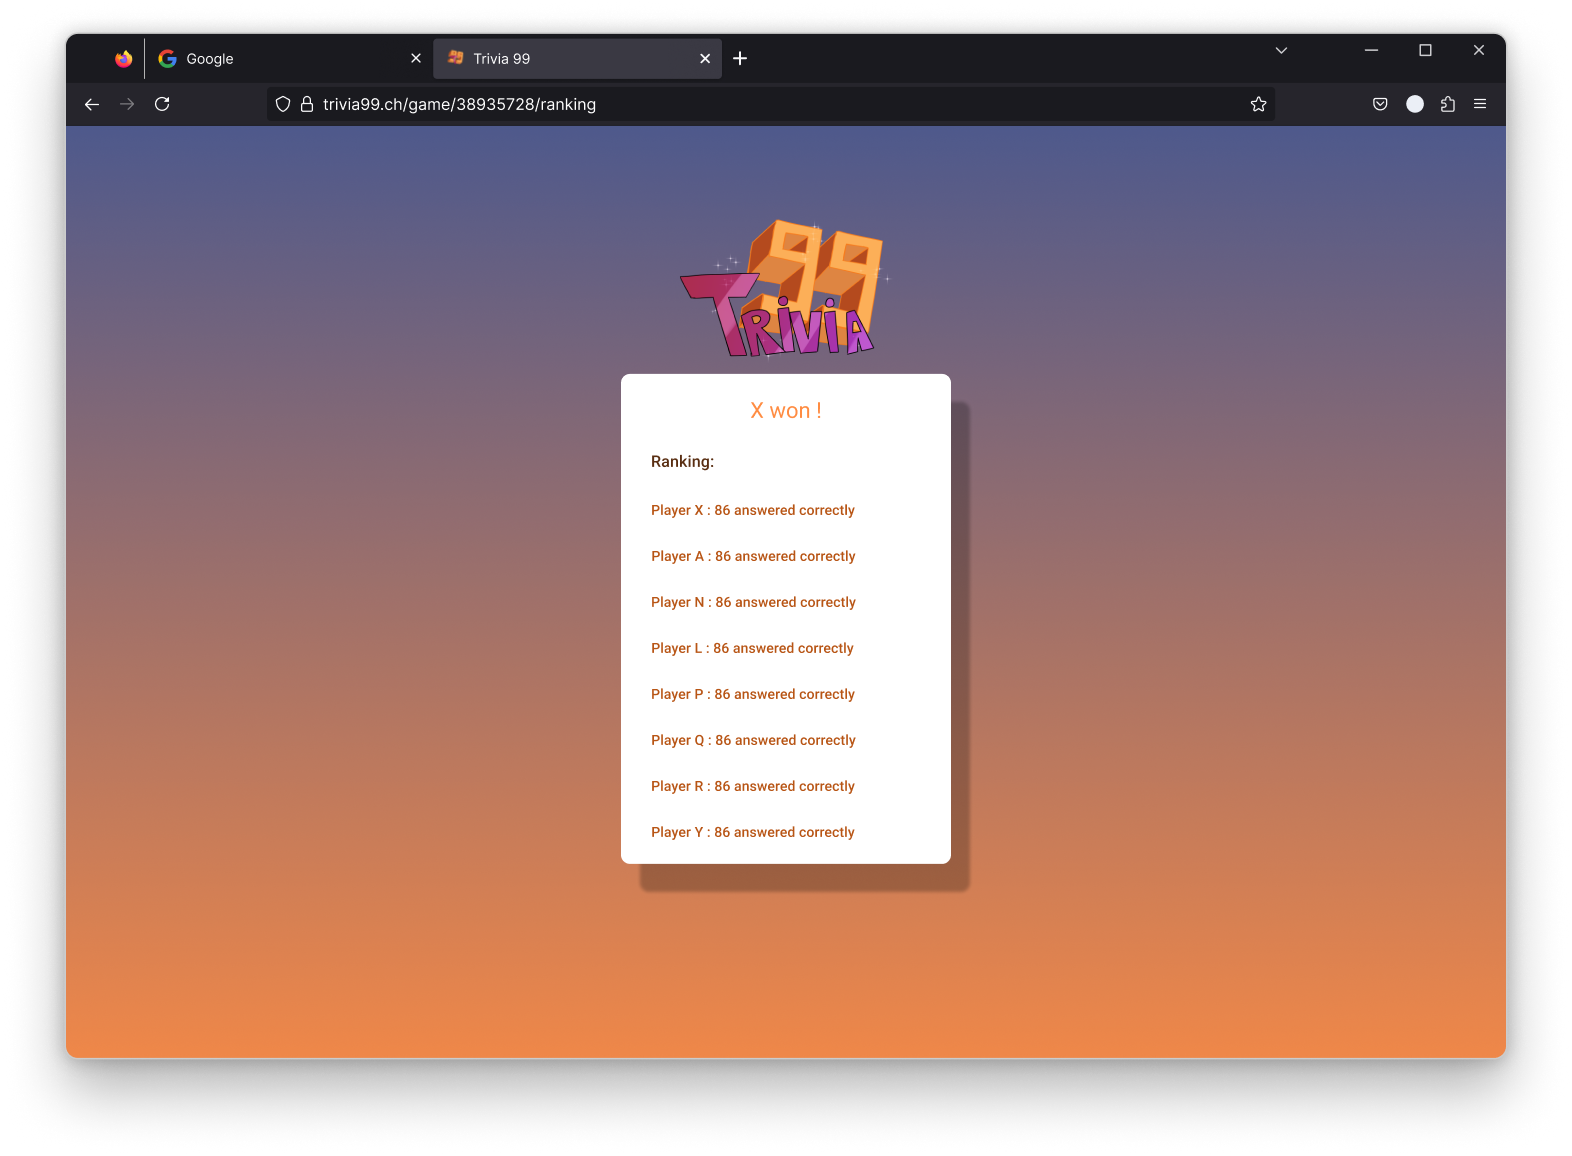 Google
Trivia 99
trivia99.ch/game/38935728/ranking
99
TRiViA
X won !
Ranking:
Player X : 86 answered correctly
Player A : 86 answered correctly
Player N : 86 answered correctly
Player L : 86 answered correctly
Player P : 86 answered correctly
Player Q : 86 answered correctly
Player R : 86 answered correctly
Player Y : 86 answered correctly